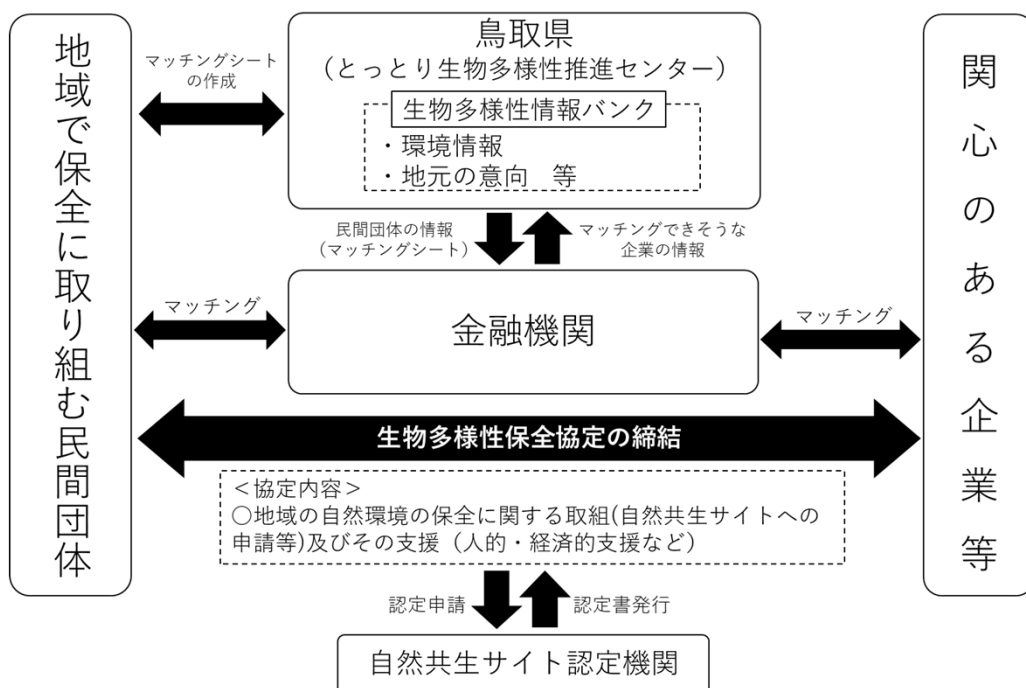 地域で保全に取り組む民間団体
マッチングシート
の作成
鳥取県
（とっとり生物多様性推進センター）
生物多様性情報バンク
・環境情報
・地元の意向　等
関心のある企業等
民間団体の情報
(マッチングシート)
マッチングできそうな
企業の情報
マッチング
金融機関
マッチング
生物多様性保全協定の締結
＜協定内容＞
○地域の自然環境の保全に関する取組(自然共生サイトへの
申請等)及びその支援（人的・経済的支援など）
認定申請
認定書発行
自然共生サイト認定機関